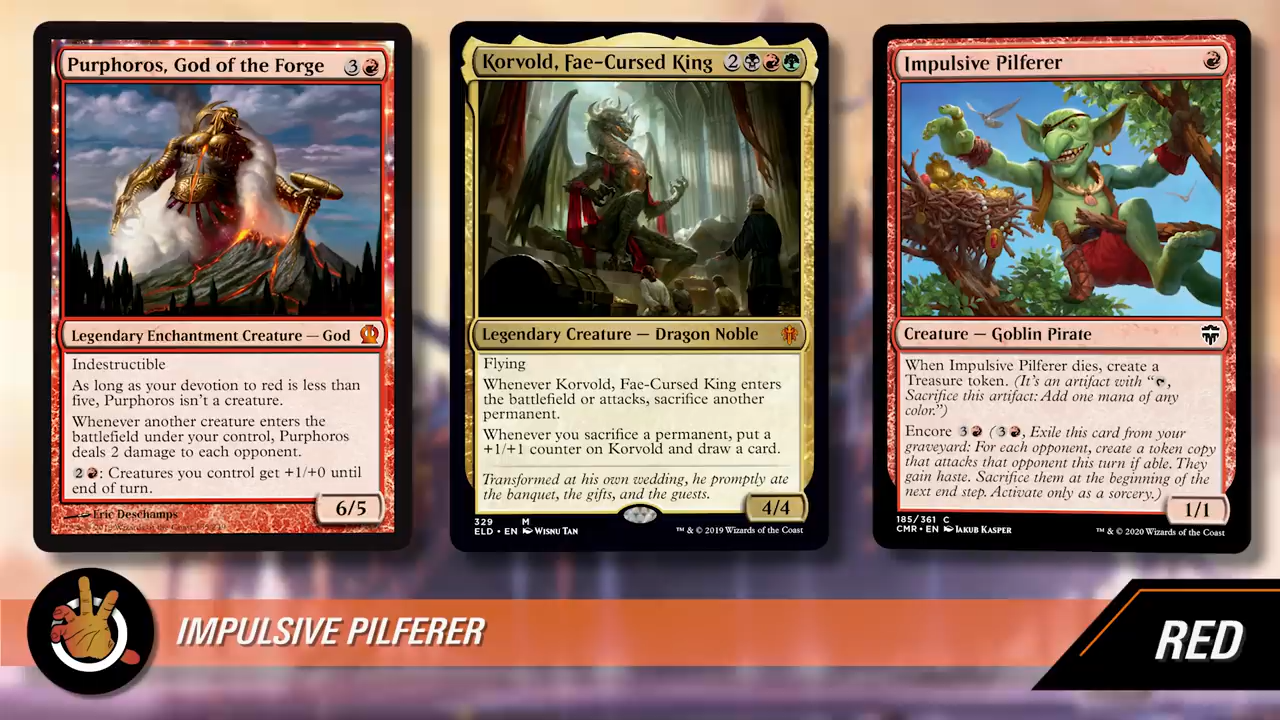 Purphoros, God of the Forge 3
Legendary Enchantment Creature — God
Indestructible
As long as your devotion to red is less than
five, Purphoros isn't a creature.
Whenever another creature enters the
battlefield under your control, Purphoros
deals 2 damage to each opponent.
2: Creatures you control get +1/+0 until
end of turn.
6/5
Eric Deschamps
Korvold, Fae-Cursed King 2
Legendary Creature — Dragon Noble
Flying
Whenever Korvold, Fae-Cursed King enters
the battlefield or attacks, sacrifice another
permanent.
Whenever you sacrifice a permanent, put a
+1/+1 counter on Korvold and draw a card.
Transformed at his own wedding, he promptly ate
the banquet, the gifts, and the guests.
4/4
329 M
ELD • EN Wisnu Tan
™ & © 2019 Wizards of the Coast
Impulsive Pilferer
Creature — Goblin Pirate
When Impulsive Pilferer dies, create a
Treasure token. (It's an artifact with “,
Sacrifice this artifact: Add one mana of any
color.”)
Encore 3 (3, Exile this card from your
graveyard: For each opponent, create a token copy
that attacks that opponent this turn if able. They
gain haste. Sacrifice them at the beginning of the
next end step. Activate only as a sorcery.)
1/1
185/361 C
CMR • EN Jakub Kasper
™ & © 2020 Wizards of the Coast
IMPULSIVE PILFERER
RED